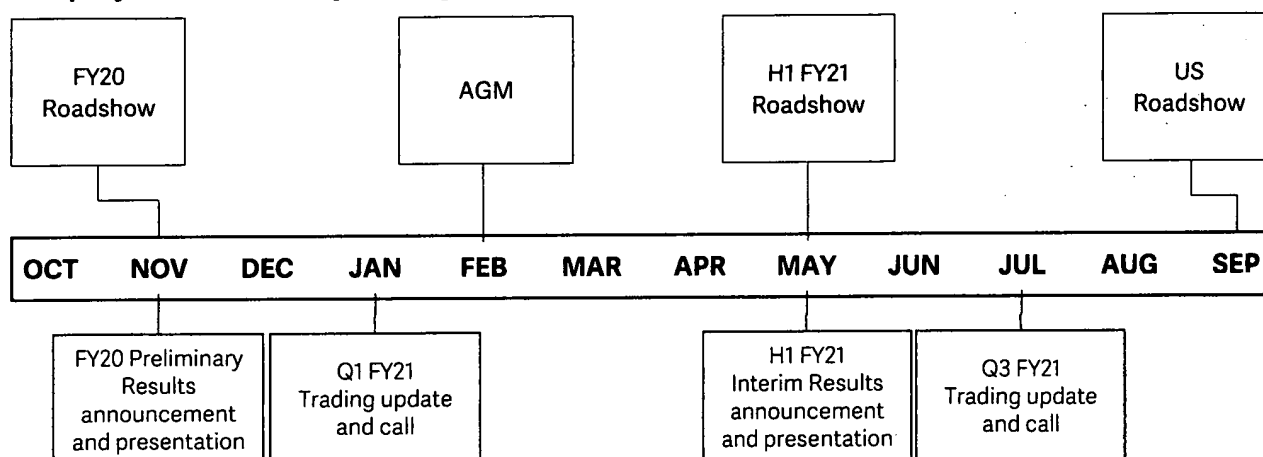 FY20
Roadshow
AGM
H1 FY21
Roadshow
US
Roadshow
OCT NOV DEC JAN FEB MAR APR MAY JUN JUL AUG SEP
FY20 Preliminary
Results
announcement
and presentation
Q1 FY21
Trading update
and call
H1 FY21
Interim Results
announcement
and presentation
Q3 FY21
Trading update
and call